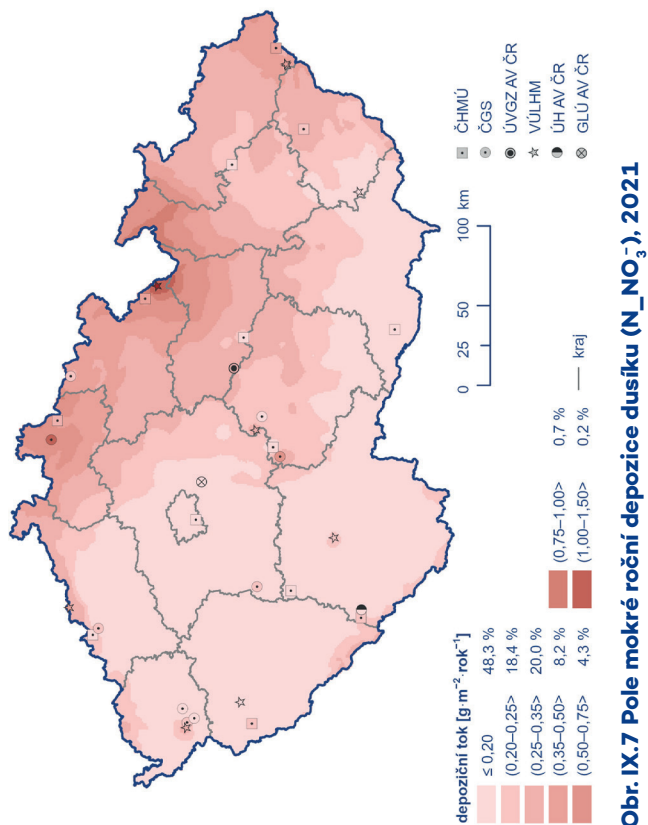 depoziční tok [g·m⁻²·rok⁻¹]
≤ 0,20 48,3 %
(0,20–0,25> 18,4 %
(0,25–0,35> 20,0 %
(0,35–0,50> 8,2 %
(0,50–0,75> 4,3 %
(0,75–1,00> 0,7 %
(1,00–1,50> 0,2 %
kraj
0 25 50 100 km
ČHMÚ
ČGS
ÚVGZ AV ČR
VÚLHM
ÚH AV ČR
GLÚ AV ČR
Obr. IX.7 Pole mokré roční depozice dusíku (N_NO₃⁻), 2021